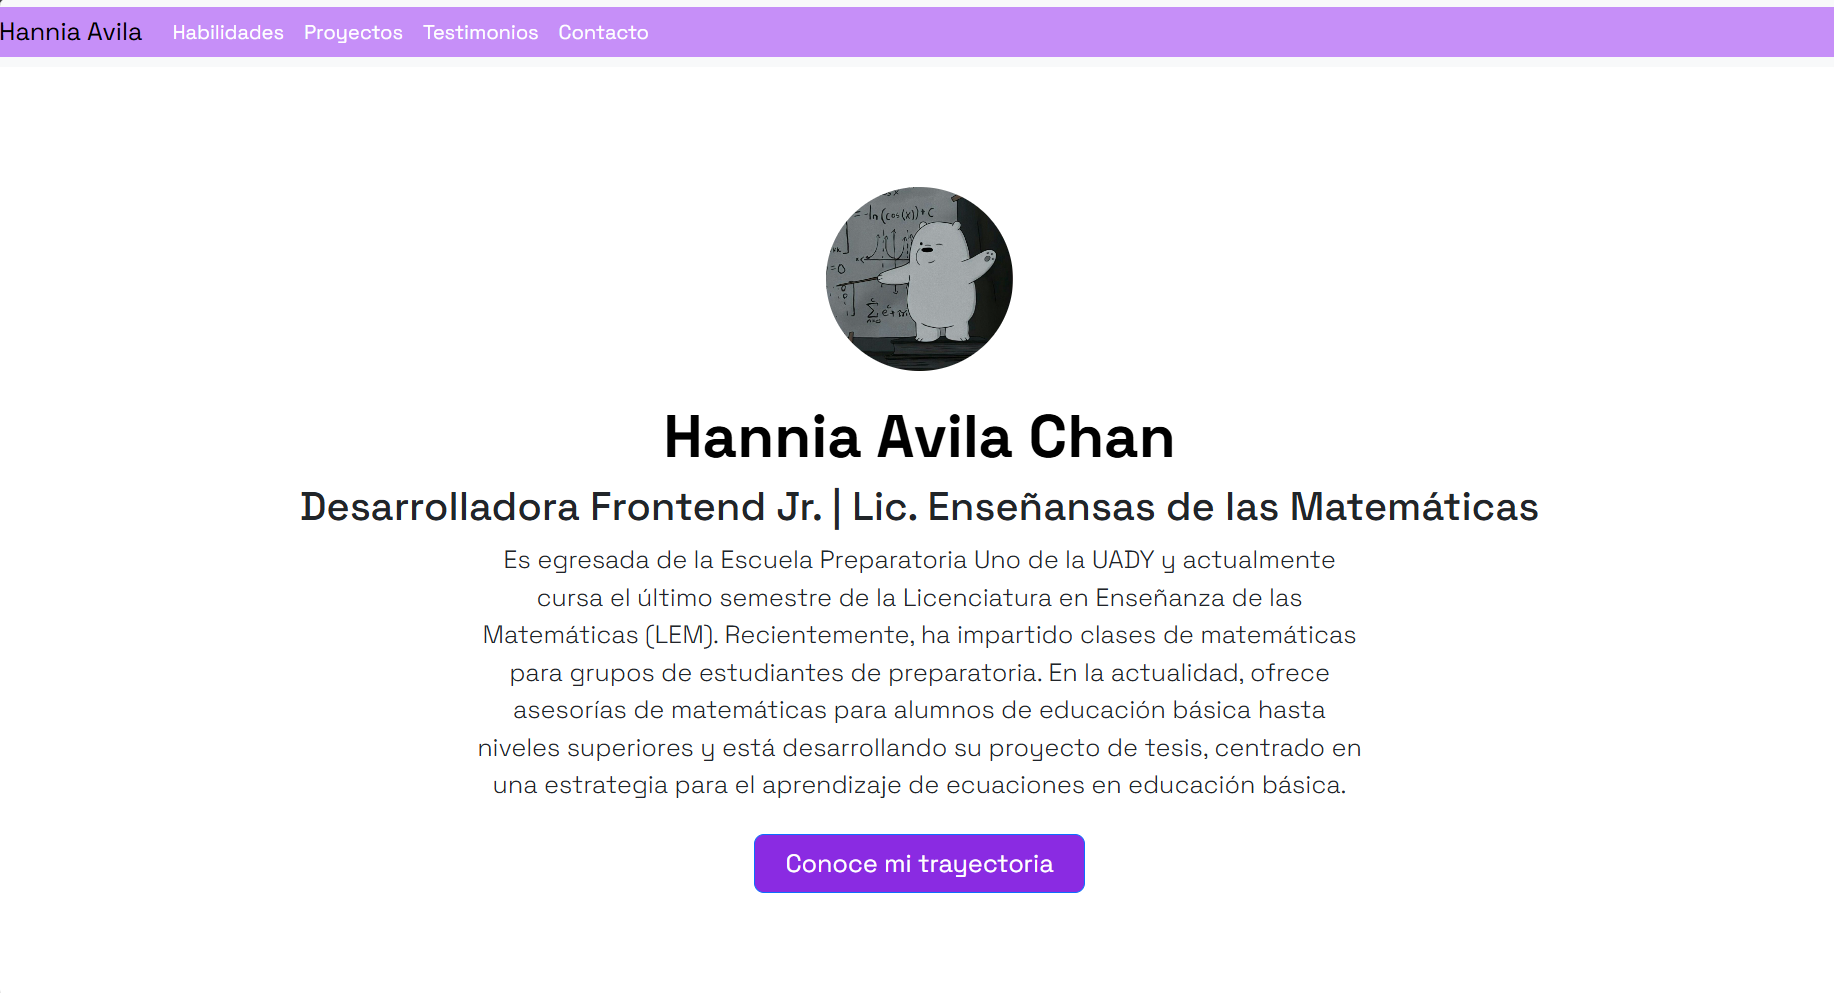 Hannia Avila Habilidades Proyectos Testimonios Contacto
= -ln(cos(x)) + C
=0
Hannia Avila Chan
Desarrolladora Frontend Jr. | Lic. Enseñansas de las Matemáticas
Es egresada de la Escuela Preparatoria Uno de la UADY y actualmente
cursa el último semestre de la Licenciatura en Enseñanza de las
Matemáticas (LEM). Recientemente, ha impartido clases de matemáticas
para grupos de estudiantes de preparatoria. En la actualidad, ofrece
asesorías de matemáticas para alumnos de educación básica hasta
niveles superiores y está desarrollando su proyecto de tesis, centrado en
una estrategia para el aprendizaje de ecuaciones en educación básica.
Conoce mi trayectoria